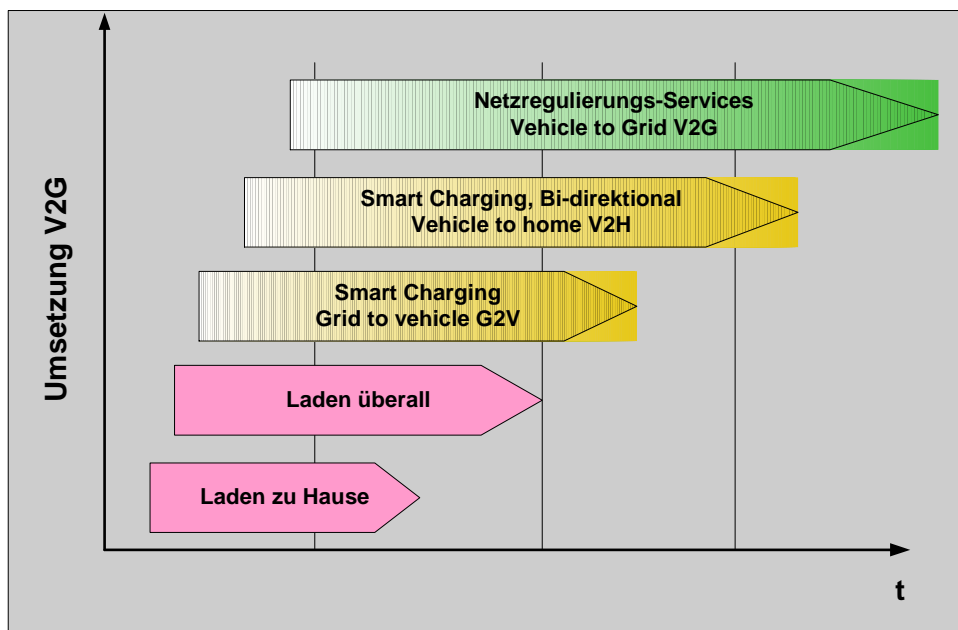 Netzregulierungs-Services
Vehicle to Grid V2G
Smart Charging, Bi-direktional
Vehicle to home V2H
Smart Charging
Grid to vehicle G2V
Laden überall
Laden zu Hause
Umsetzung V2G
t